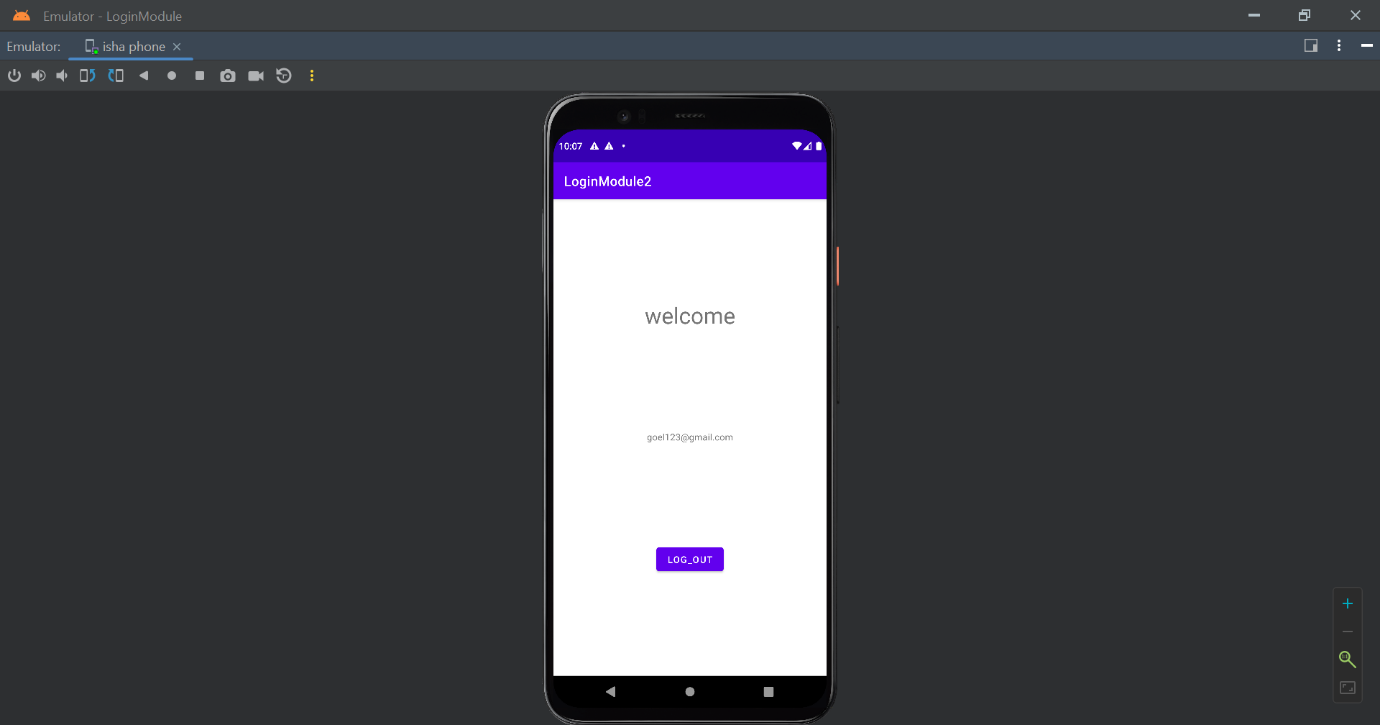 Emulator - LoginModule
Emulator:
isha phone
10:07
LoginModule2
welcome
goel123@gmail.com
LOG_OUT